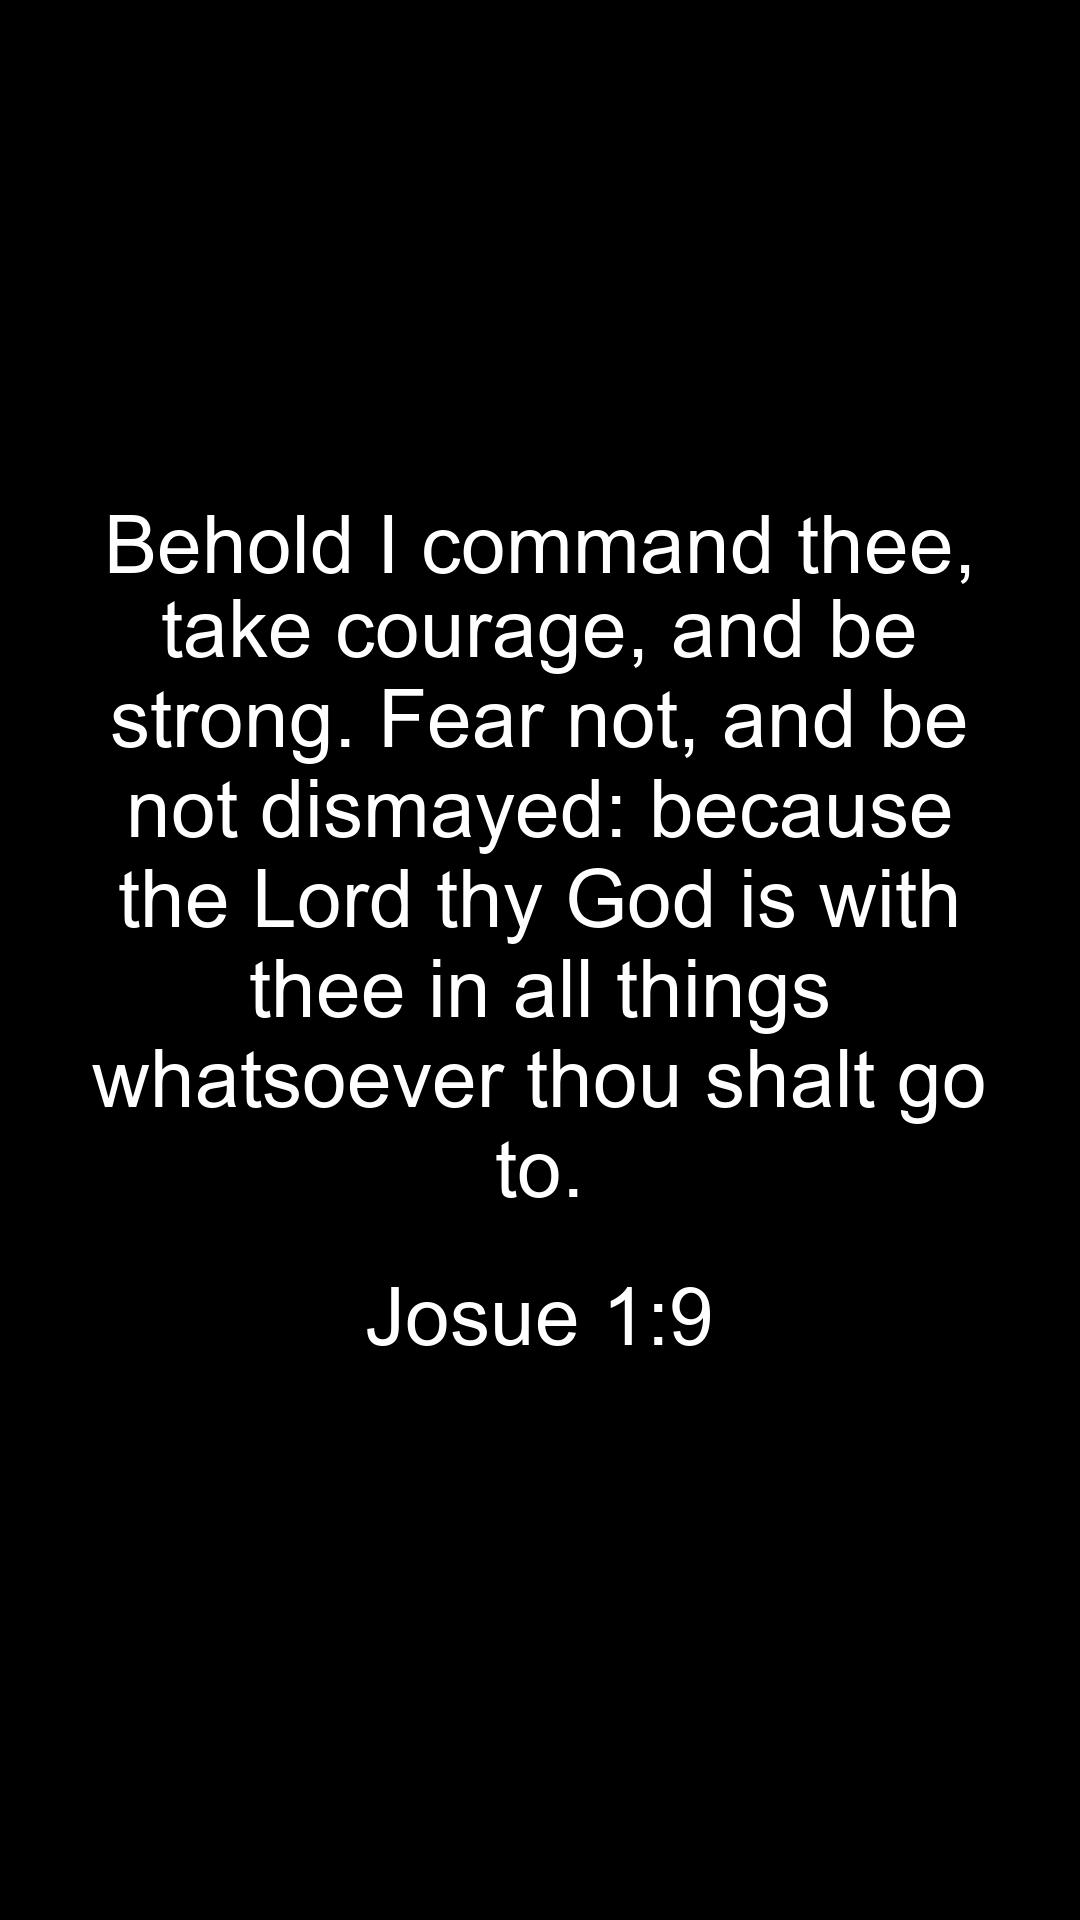 Behold I command thee,
take courage, and be
strong. Fear not, and be
not dismayed: because
the Lord thy God is with
thee in all things
whatsoever thou shalt go
to.
Josue 1:9